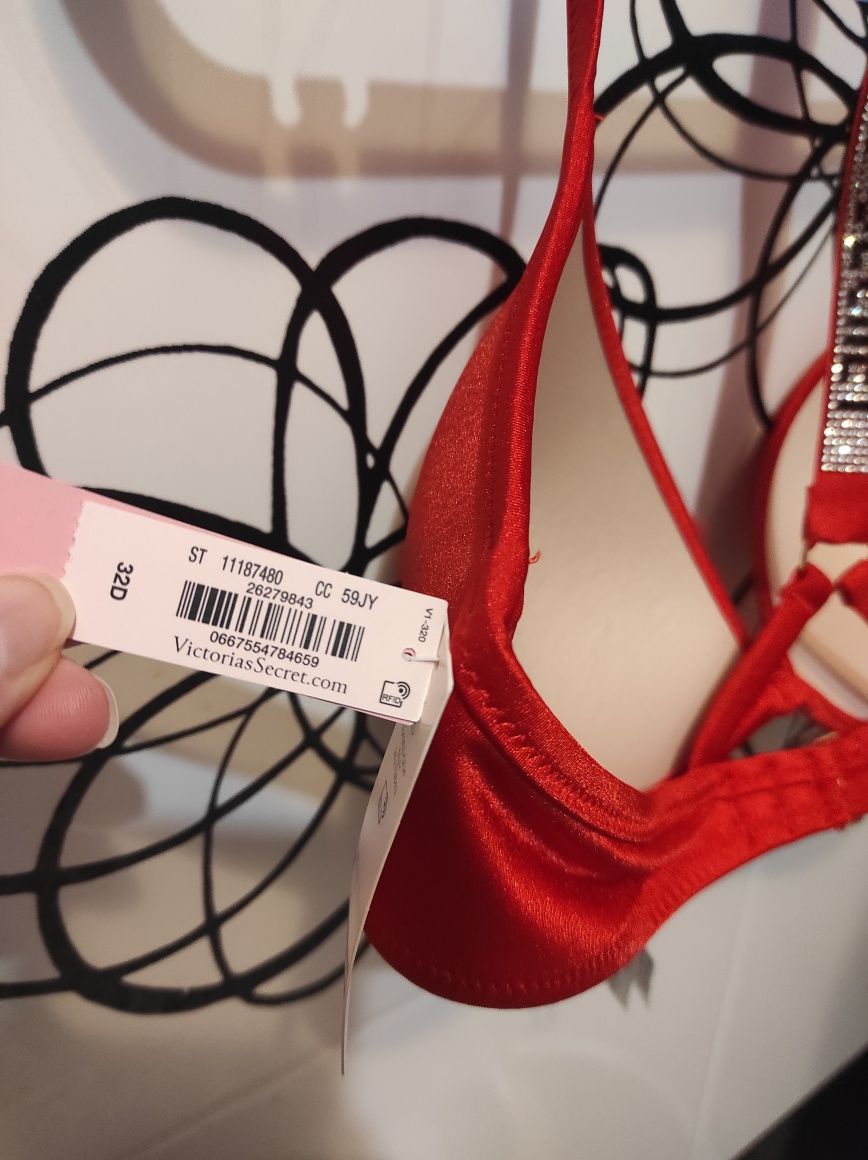 32D
ST 11187480 CC 59JY
26279843
0667554784659
VictoriasSecret.com
V1-320
RFID